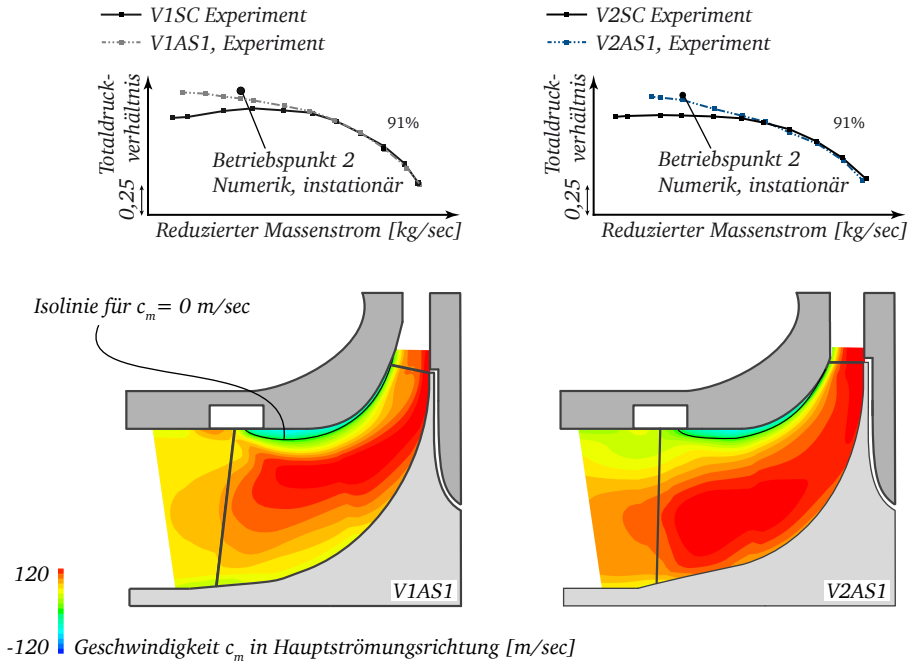 V1SC Experiment
V1AS1, Experiment
Totaldruck-
verhältnis
0,25
91%
Betriebspunkt 2
Numerik, instationär
Reduzierter Massenstrom [kg/sec]
V2SC Experiment
V2AS1, Experiment
Totaldruck-
verhältnis
0,25
91%
Betriebspunkt 2
Numerik, instationär
Reduzierter Massenstrom [kg/sec]
Isolinie für cₘ= 0 m/sec
V1AS1
V2AS1
120
-120
Geschwindigkeit cₘ in Hauptströmungsrichtung [m/sec]